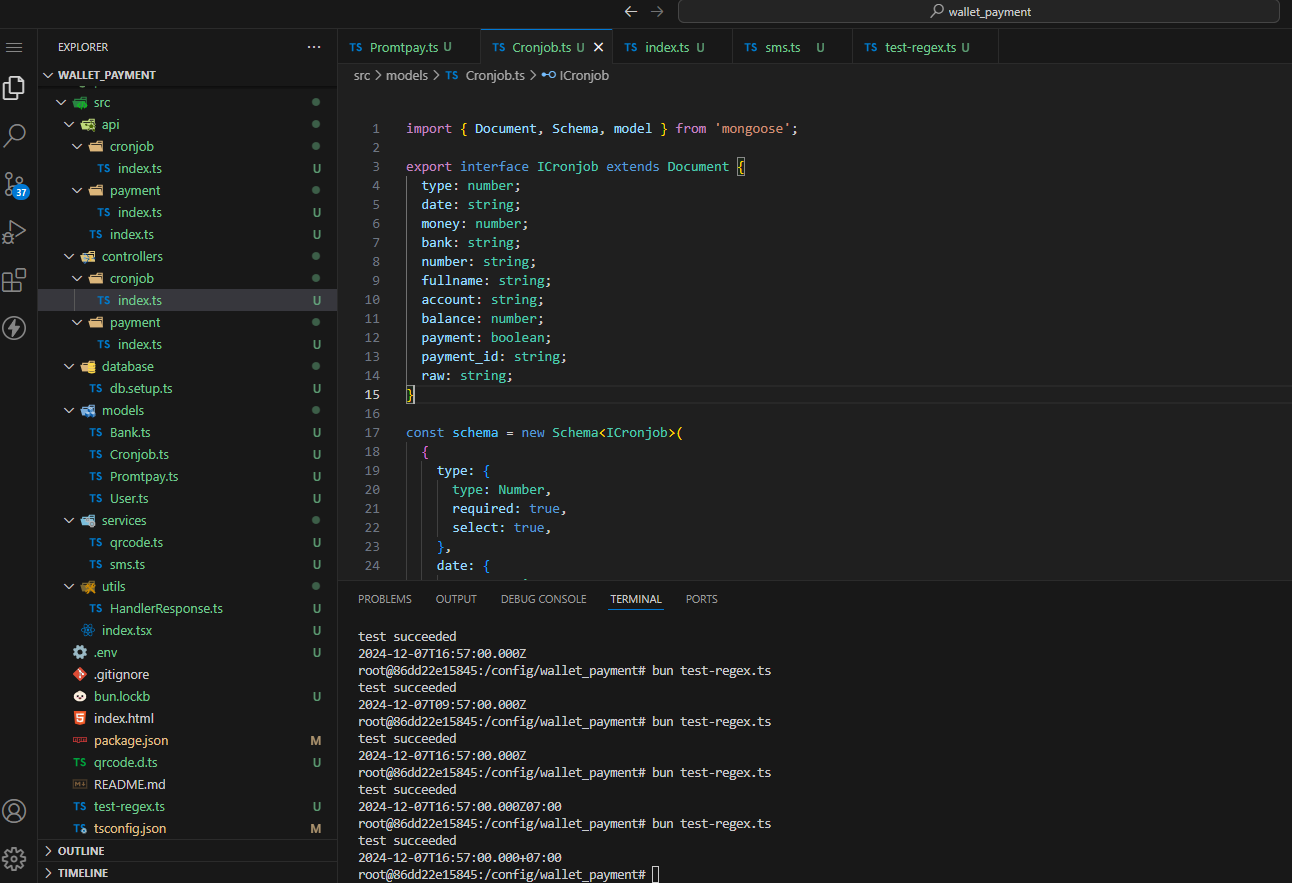 wallet_payment
EXPLORER
WALLET_PAYMENT
src
api
cronjob
TS index.ts U
payment
TS index.ts U
TS index.ts U
controllers
cronjob
TS index.ts U
payment
TS index.ts U
database
TS db.setup.ts U
models
TS Bank.ts U
TS Cronjob.ts U
TS Promtpay.ts U
TS User.ts U
services
TS qrcode.ts U
TS sms.ts U
utils
TS HandlerResponse.ts U
index.tsx U
.env U
.gitignore
bun.lockb U
index.html
package.json M
TS qrcode.d.ts U
README.md
TS test-regex.ts U
TS tsconfig.json M
OUTLINE
TIMELINE
37
TS Promtpay.ts U
TS Cronjob.ts U
TS index.ts U
TS sms.ts U
TS test-regex.ts U
src > models > TS Cronjob.ts > ICronjob
1 import { Document, Schema, model } from 'mongoose';
2
3 export interface ICronjob extends Document {
4 type: number;
5 date: string;
6 money: number;
7 bank: string;
8 number: string;
9 fullname: string;
10 account: string;
11 balance: number;
12 payment: boolean;
13 payment_id: string;
14 raw: string;
15 }
16
17 const schema = new Schema<ICronjob>(
18 {
19 type: {
20 type: Number,
21 required: true,
22 select: true,
23 },
24 date: {
PROBLEMS
OUTPUT
DEBUG CONSOLE
TERMINAL
PORTS
test succeeded
2024-12-07T16:57:00.000Z
root@86dd22e15845:/config/wallet_payment# bun test-regex.ts
test succeeded
2024-12-07T09:57:00.000Z
root@86dd22e15845:/config/wallet_payment# bun test-regex.ts
test succeeded
2024-12-07T16:57:00.000Z
root@86dd22e15845:/config/wallet_payment# bun test-regex.ts
test succeeded
2024-12-07T16:57:00.000Z07:00
root@86dd22e15845:/config/wallet_payment# bun test-regex.ts
test succeeded
2024-12-07T16:57:00.000+07:00
root@86dd22e15845:/config/wallet_payment#